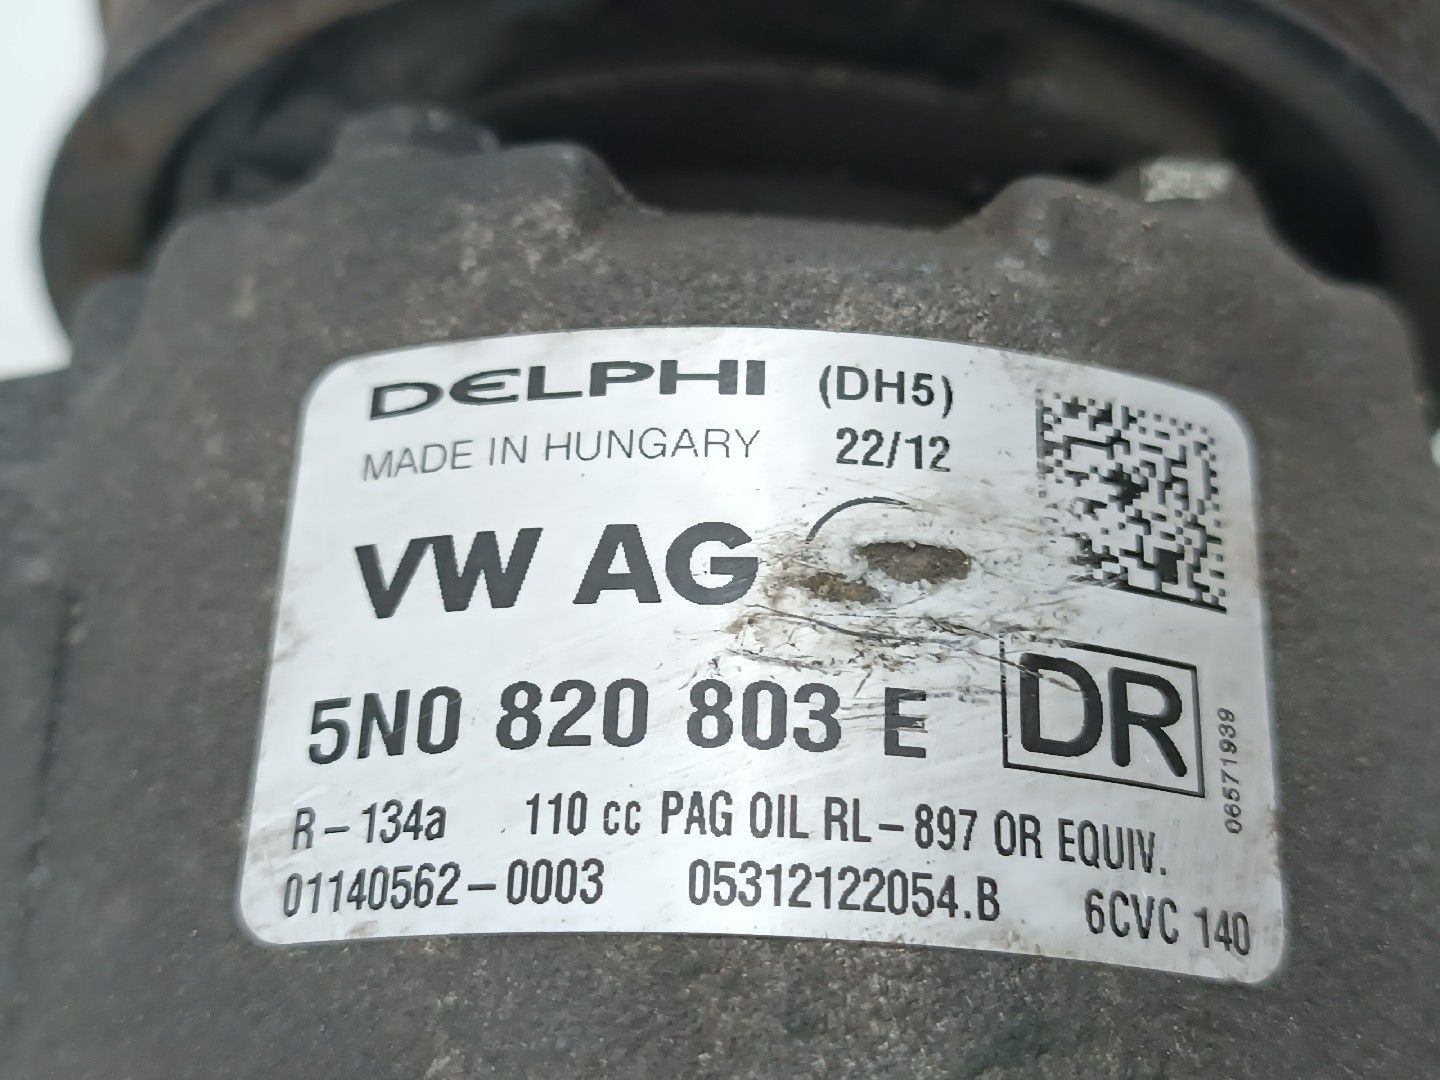 DELPHI (DH5)
MADE IN HUNGARY 22/12
VW AG
5N0 820 803 E DR
06571939
R-134a 110 cc PAG OIL RL-897 OR EQUIV.
01140562-0003 05312122054.B 6CVC 140